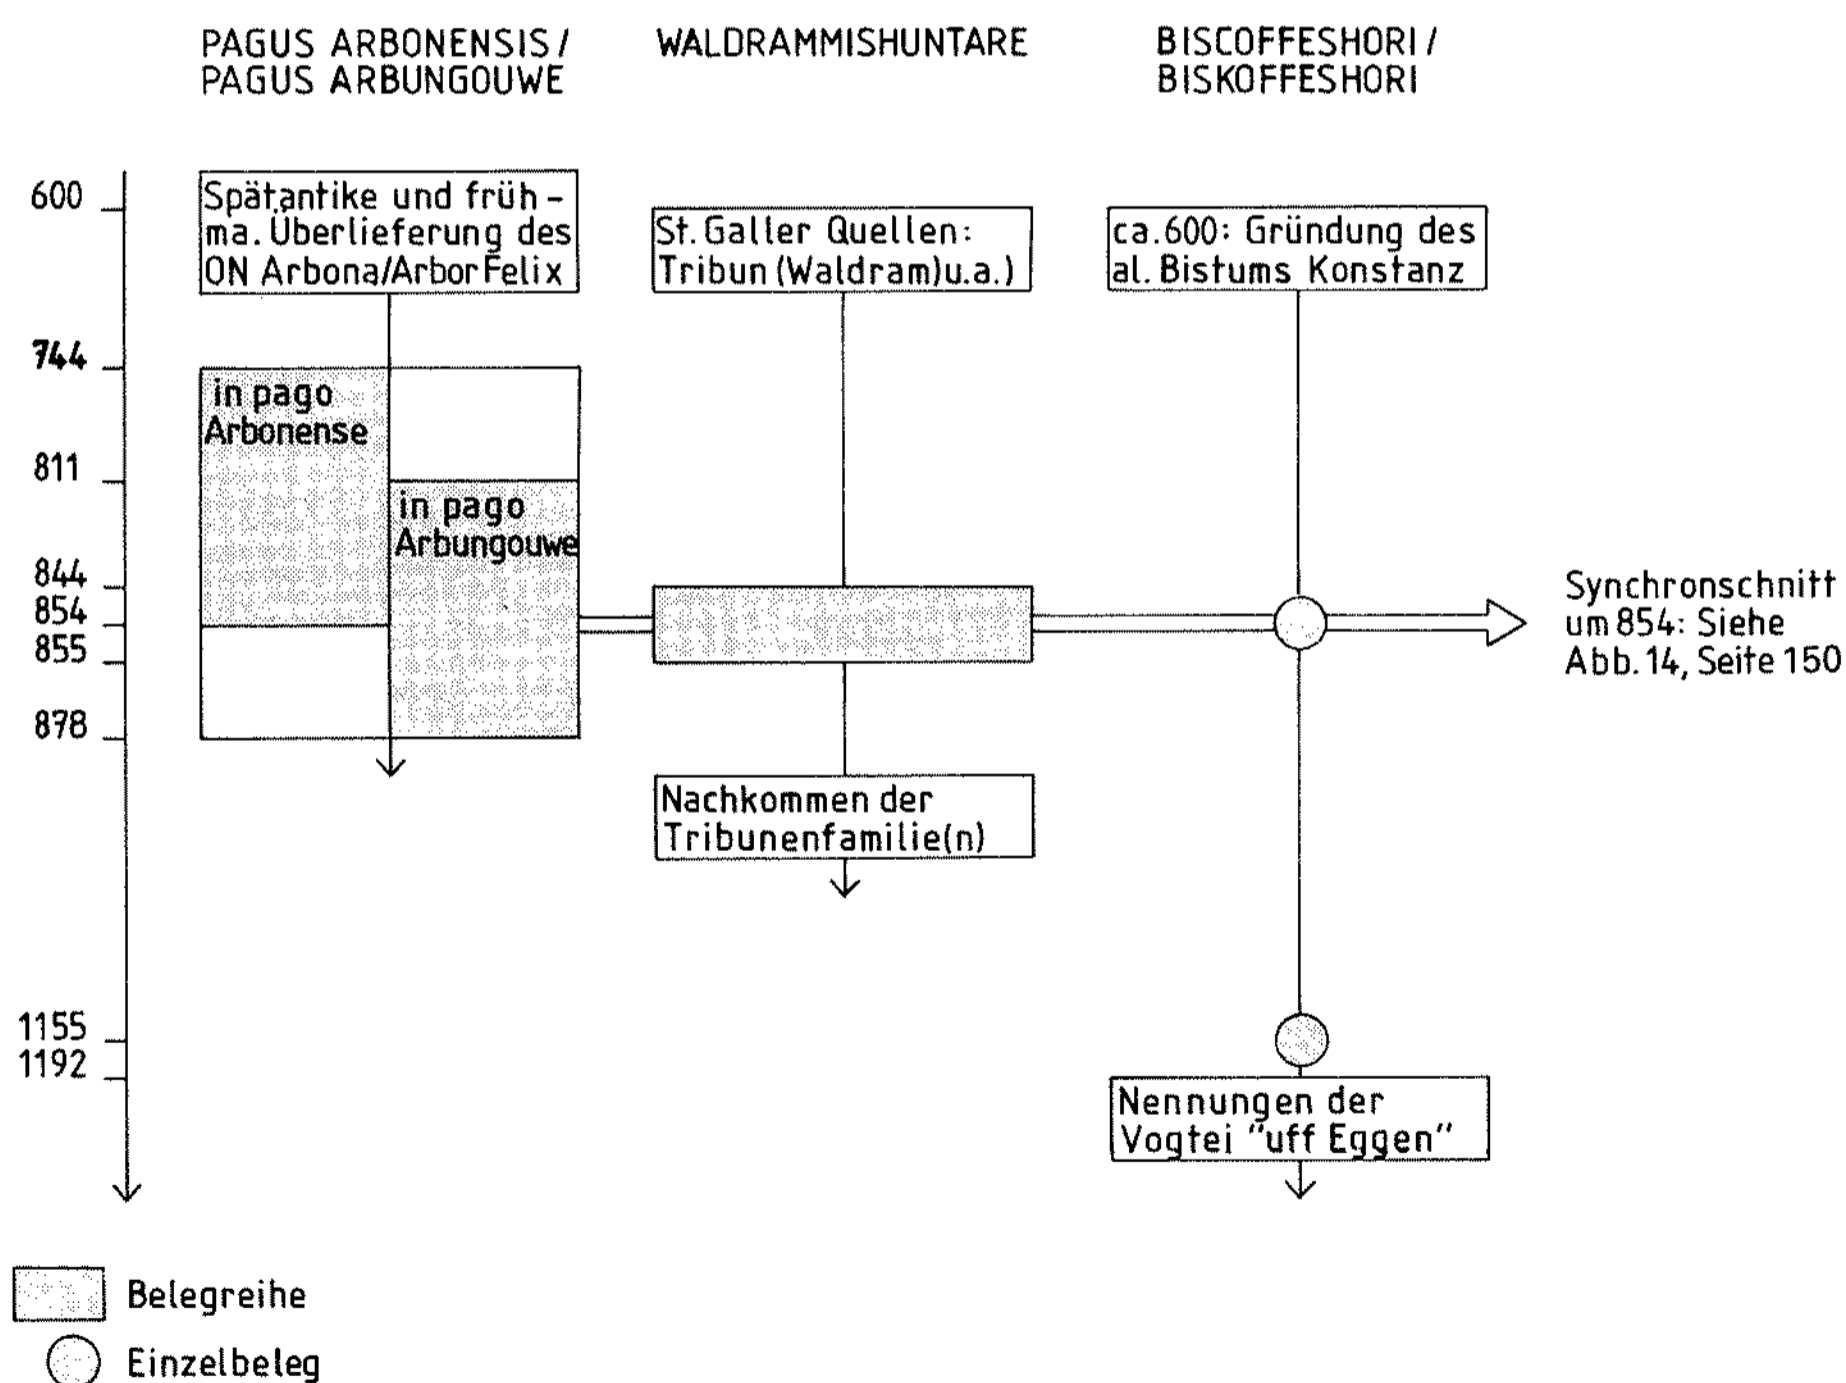 PAGUS ARBONENSIS/
PAGUS ARBUNGOUWE
WALDRAMMISHUNTARE
BISCOFFESHORI/
BISKOFFESHORI
600
744
811
844
854
855
878
1155
1192
Spätantike und früh-
ma. Überlieferung des
ON Arbona/Arbor Felix
in pago
Arbonense
in pago
Arbungouwe
St. Galler Quellen:
Tribun (Waldram)u.a.)
Nachkommen der
Tribunenfamilie(n)
ca. 600: Gründung des
al. Bistums Konstanz
Nennungen der
Vogtei "uff Eggen"
Synchronschnitt
um 854: Siehe
Abb. 14, Seite 150
Belegreihe
Einzelbeleg